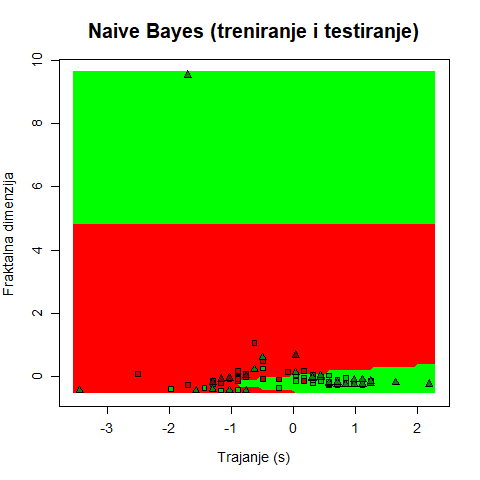 Naive Bayes (treniranje i testiranje)
Fraktalna dimenzija
10
8
6
4
2
0
-3 -2 -1 0 1 2
Trajanje (s)